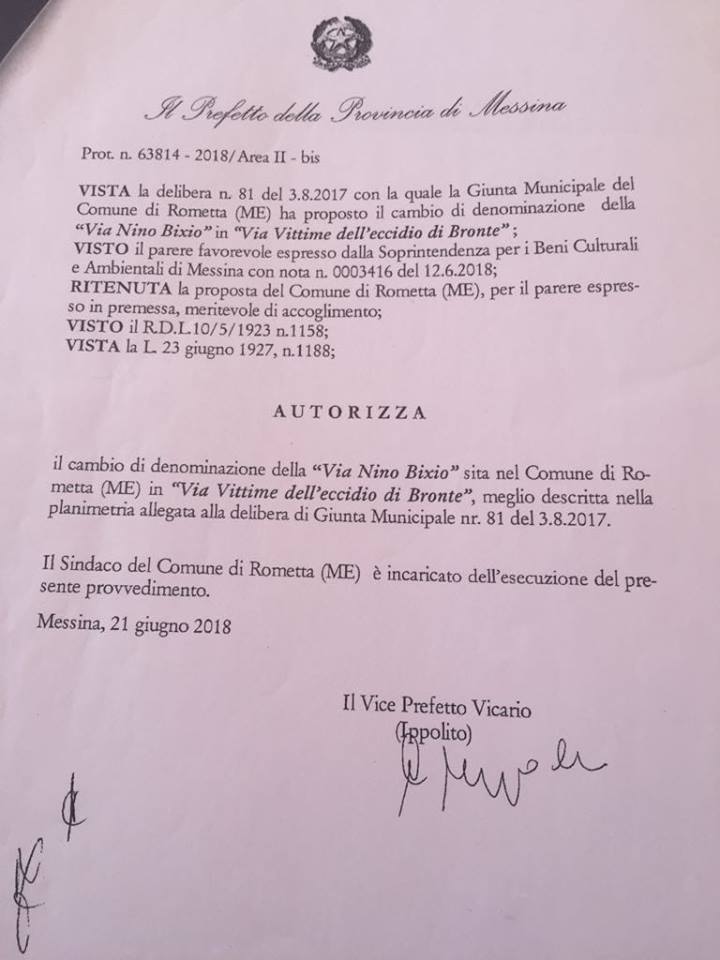 Il Prefetto della Provincia di Messina
Prot. n. 63814 - 2018/Area II - bis
VISTA la delibera n. 81 del 3.8.2017 con la quale la Giunta Municipale del
Comune di Rometta (ME) ha proposto il cambio di denominazione della
“Via Nino Bixio” in “Via Vittime dell’eccidio di Bronte” ;
VISTO il parere favorevole espresso dalla Soprintendenza per i Beni Culturali
e Ambientali di Messina con nota n. 0003416 del 12.6.2018;
RITENUTA la proposta del Comune di Rometta (ME), per il parere espres-
so in premessa, meritevole di accoglimento;
VISTO il R.D.L.10/5/1923 n.1158;
VISTA la L. 23 giugno 1927, n.1188;
AUTORIZZA
il cambio di denominazione della “Via Nino Bixio” sita nel Comune di Ro-
metta (ME) in “Via Vittime dell’eccidio di Bronte”, meglio descritta nella
planimetria allegata alla delibera di Giunta Municipale nr. 81 del 3.8.2017.
Il Sindaco del Comune di Rometta (ME) è incaricato dell’esecuzione del pre-
sente provvedimento.
Messina, 21 giugno 2018
Il Vice Prefetto Vicario
(Ippolito)